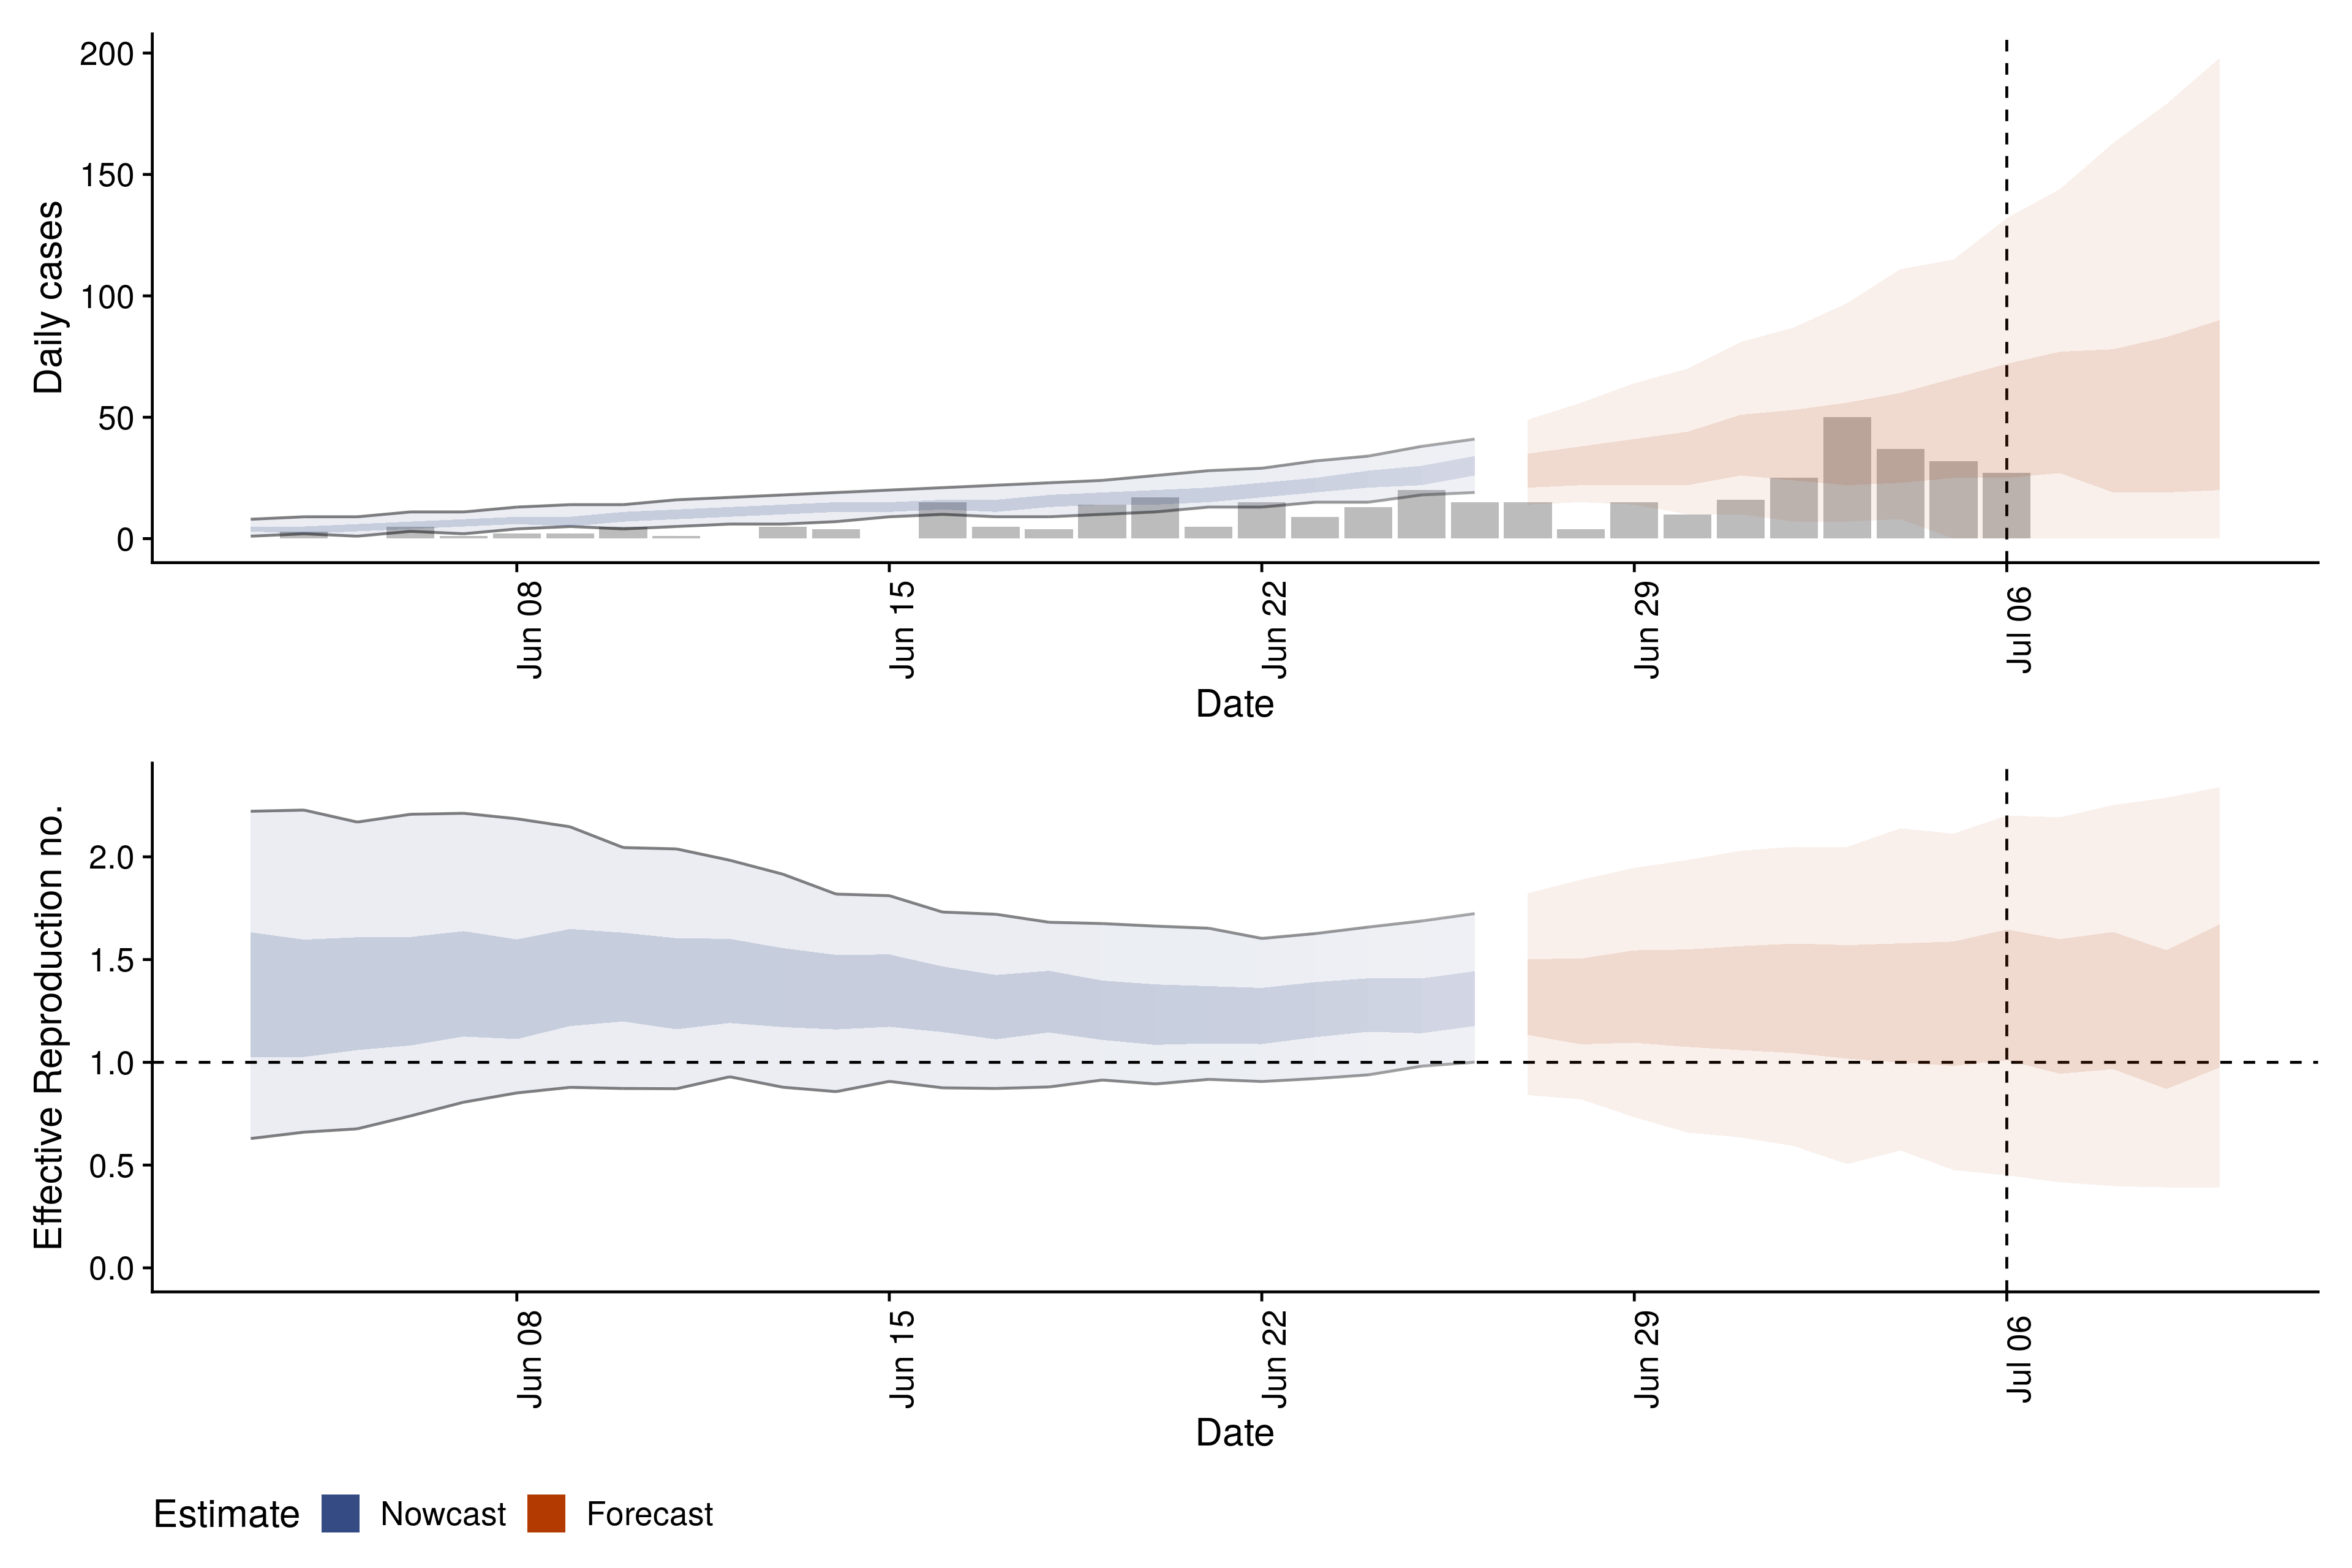 200
150
100
50
0
Daily cases
Jun 08
Jun 15
Jun 22
Jun 29
Jul 06
Date
2.0
1.5
1.0
0.5
0.0
Effective Reproduction no.
Jun 08
Jun 15
Jun 22
Jun 29
Jul 06
Date
Estimate Nowcast Forecast